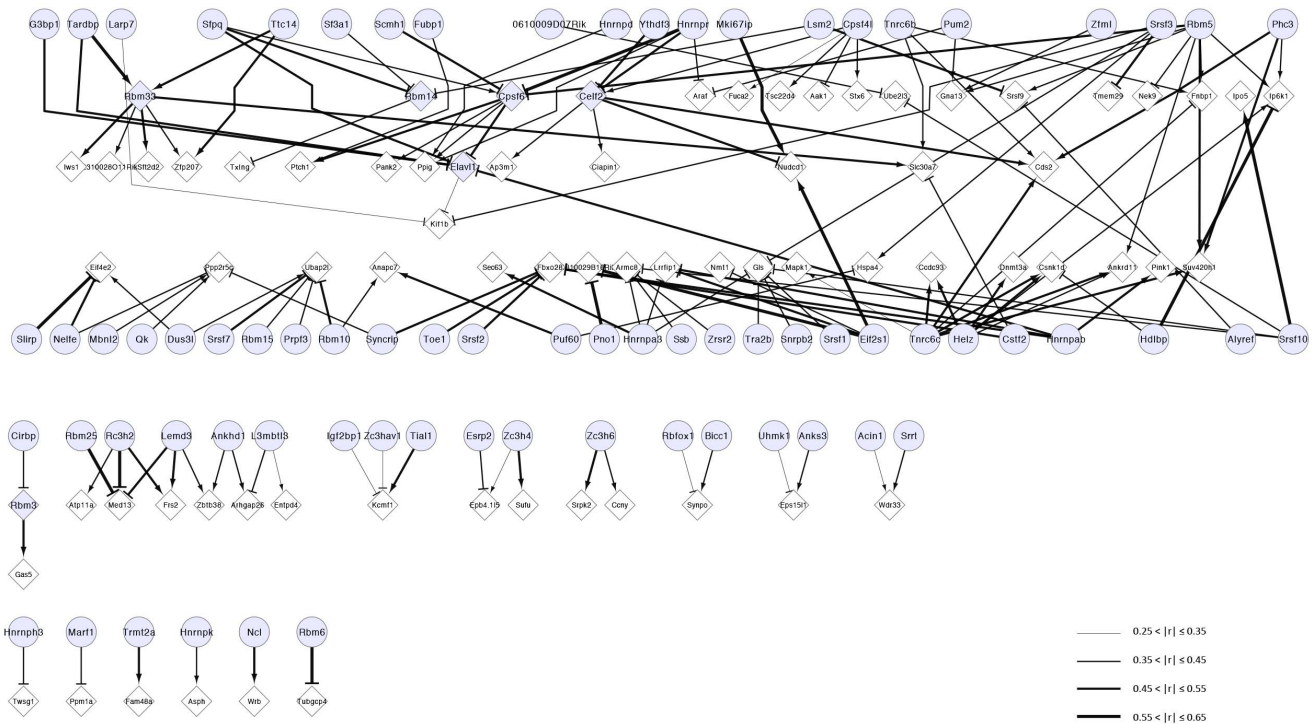 G3bp1 Tardbp Larp7 Sfpq Ttc14 Sf3a1 Scmh1 Fubp1 0610009D07Rik Hnrnpd Ythdf3 Hnrnpr Mki67ip Lsm2 Cpsf4l Tnrc6b Pum2 Zfml Srsf3 Rbm5 Phc3
Rbm33 Rbm14 Cpsf6 Celf2 Araf Fuca2 Tsc22d4 Aak1 Stx6 Ube2l3 Gna13 Srsf9 Tmem29 Nek9 Fnbp1 Ipo5 Ip6k1
Iws1 Sft2d2 Zfp207 Txlng Ptch1 Pank2 Ppig Elavl1 Ap3m1 Ciapin1 Nudcd1 Slc30a7 Cds2
Kif1b
Eif4e2 Ppp2r5c Ubap2l Anapc7 Sec63 Armc8 Lrrfip1 Nmt1 Gls Mapk1 Hspa4 Ccdc93 Dnmt3a Csnk1d Ankrd11 Pink1 Suv420h1
Slirp Nelfe Mbnl2 Qk Dus3l Srsf7 Rbm15 Prpf3 Rbm10 Syncrip Toe1 Srsf2 Puf60 Pno1 Hnrnpa3 Ssb Zrsr2 Tra2b Snrpb2 Srsf1 Eif2s1 Tnrc6c Helz Cstf2 Hnrnpab Hdlbp Alyref Srsf10
Cirbp Rbm25 Rc3h2 Lemd3 Ankhd1 L3mbtl3 Igf2bp1 Zc3hav1 Tial1 Esrp2 Zc3h4 Zc3h6 Rbfox1 Bicc1 Uhmk1 Anks3 Acin1 Srrt
Rbm3 Atp11a Med13 Frs2 Zbtb38 Arhgap26 Entpd4 Kcmf1 Epb4.1l5 Sufu Srpk2 Ccny Synpo Eps15l1 Wdr33
Gas5
Hnrnph3 Marf1 Trmt2a Hnrnpk Ncl Rbm6
0.25 < |r| ≤ 0.35
0.35 < |r| ≤ 0.45
0.45 < |r| ≤ 0.55
Twsg1 Ppm1a Fam48a Asph Wrb Tubgcp4
0.55 < |r| ≤ 0.65